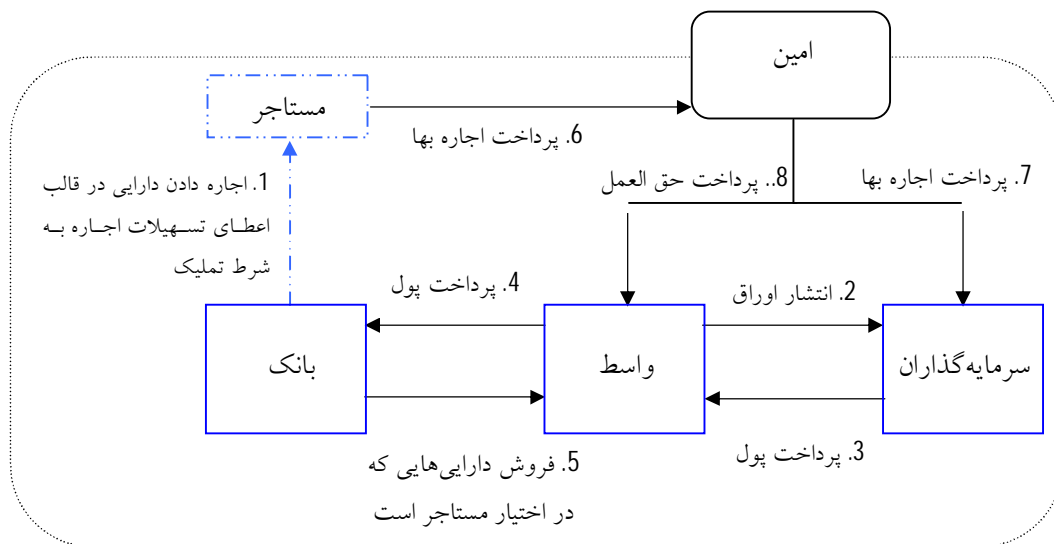 امین
مستاجر
6. پرداخت اجاره بها
1. اجاره دادن دارایی در قالب
اعطای تسهیلات اجاره به
شرط تملیک
8.. پرداخت حق العمل
7. پرداخت اجاره بها
4. پرداخت پول
2. انتشار اوراق
بانک
واسط
سرمایه‌گذاران
5. فروش دارایی‌هایی که
در اختیار مستاجر است
3. پرداخت پول